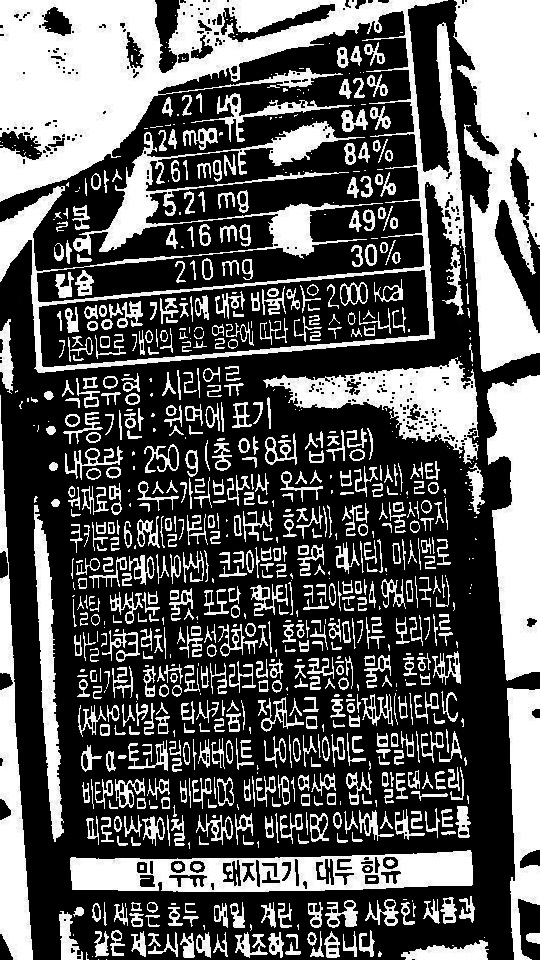 84%
4.21 μg 42%
9.24 mgα-TE 84%
12.61 mgNE 84%
철분 5.21 mg 43%
아연 4.16 mg 49%
칼슘 210 mg 30%
1일 영양성분 기준치에 대한 비율(%)은 2,000 kcal
기준이므로 개인의 필요 열량에 따라 다를 수 있습니다.
• 식품유형 : 시리얼류
• 유통기한 : 윗면에 표기
• 내용량 : 250 g (총 약 8회 섭취량)
• 원재료명 : 옥수수가루(브라질산, 옥수수 : 브라질산), 설탕,
쿠키분말6.8%{[밀가루(밀 : 미국산, 호주산)], 설탕, 식물성유지
(팜유류(말레이시아산)), 코코아분말, 물엿, 레시틴}, 마시멜로
[설탕, 변성전분, 물엿, 포도당, 젤라틴], 코코아분말4.9%(미국산),
바닐라향크런치, 식물성경화유지, 혼합곡(현미가루, 보리가루,
호밀가루), 합성향료(바닐라크림향, 초콜릿향), 물엿, 혼합제제
(제삼인산칼슘, 탄산칼슘), 정제소금, 혼합제제(비타민C,
d-α-토코페릴아세테이트, 나이아신아미드, 분말비타민A,
비타민B6염산염, 비타민D3, 비타민B1염산염, 엽산, 말토덱스트린),
피로인산제이철, 산화아연, 비타민B2 인산에스테르나트륨
밀, 우유, 돼지고기, 대두 함유
• 이 제품은 호두, 메밀, 계란, 땅콩을 사용한 제품과
같은 제조시설에서 제조하고 있습니다.